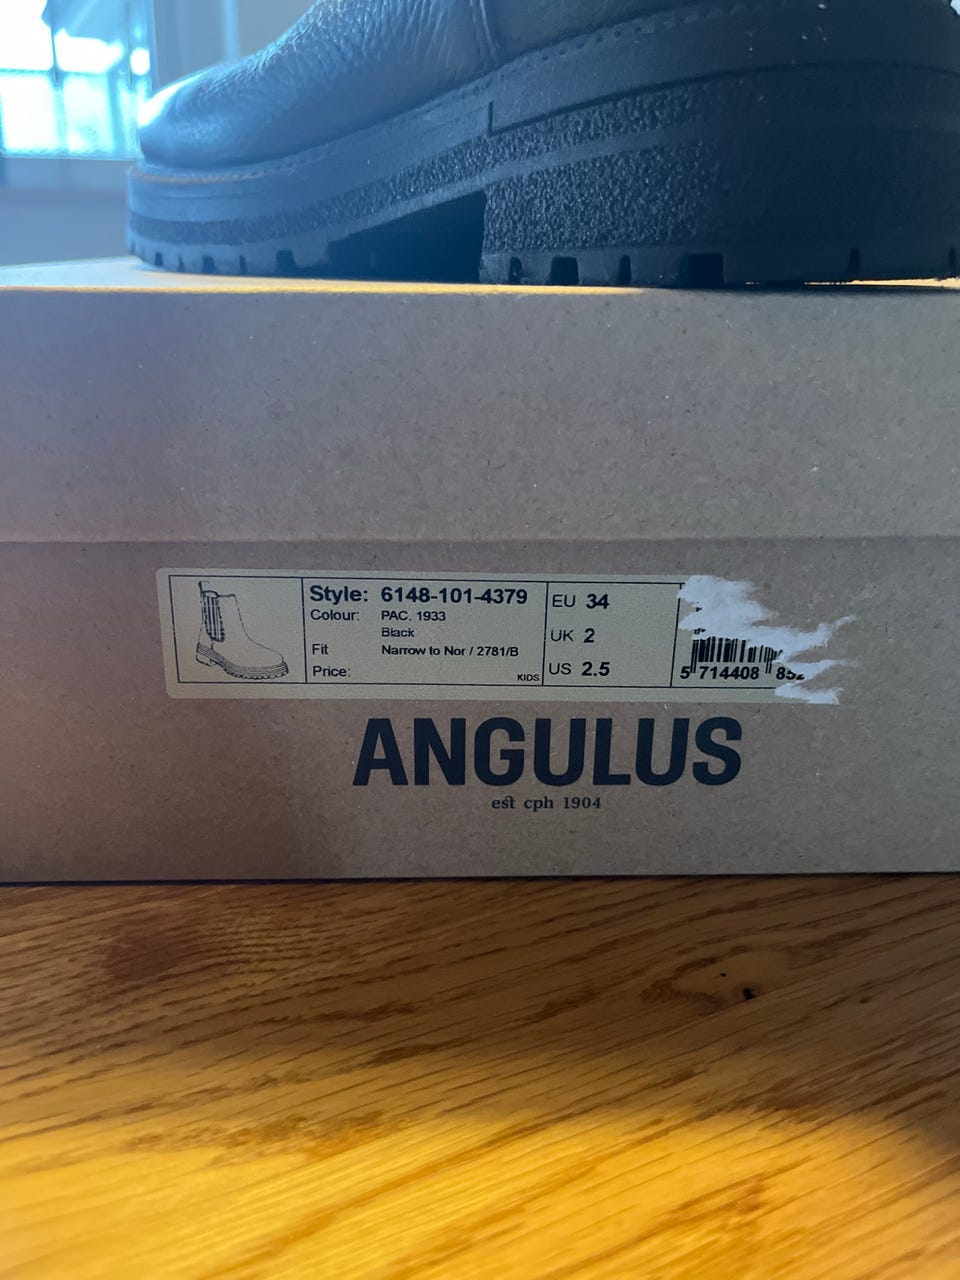 Style: 6148-101-4379
Colour: PAC. 1933
Black
Fit Narrow to Nor / 2781/B
Price:
KIDS
EU 34
UK 2
US 2.5
5 714408
ANGULUS
est cph 1904